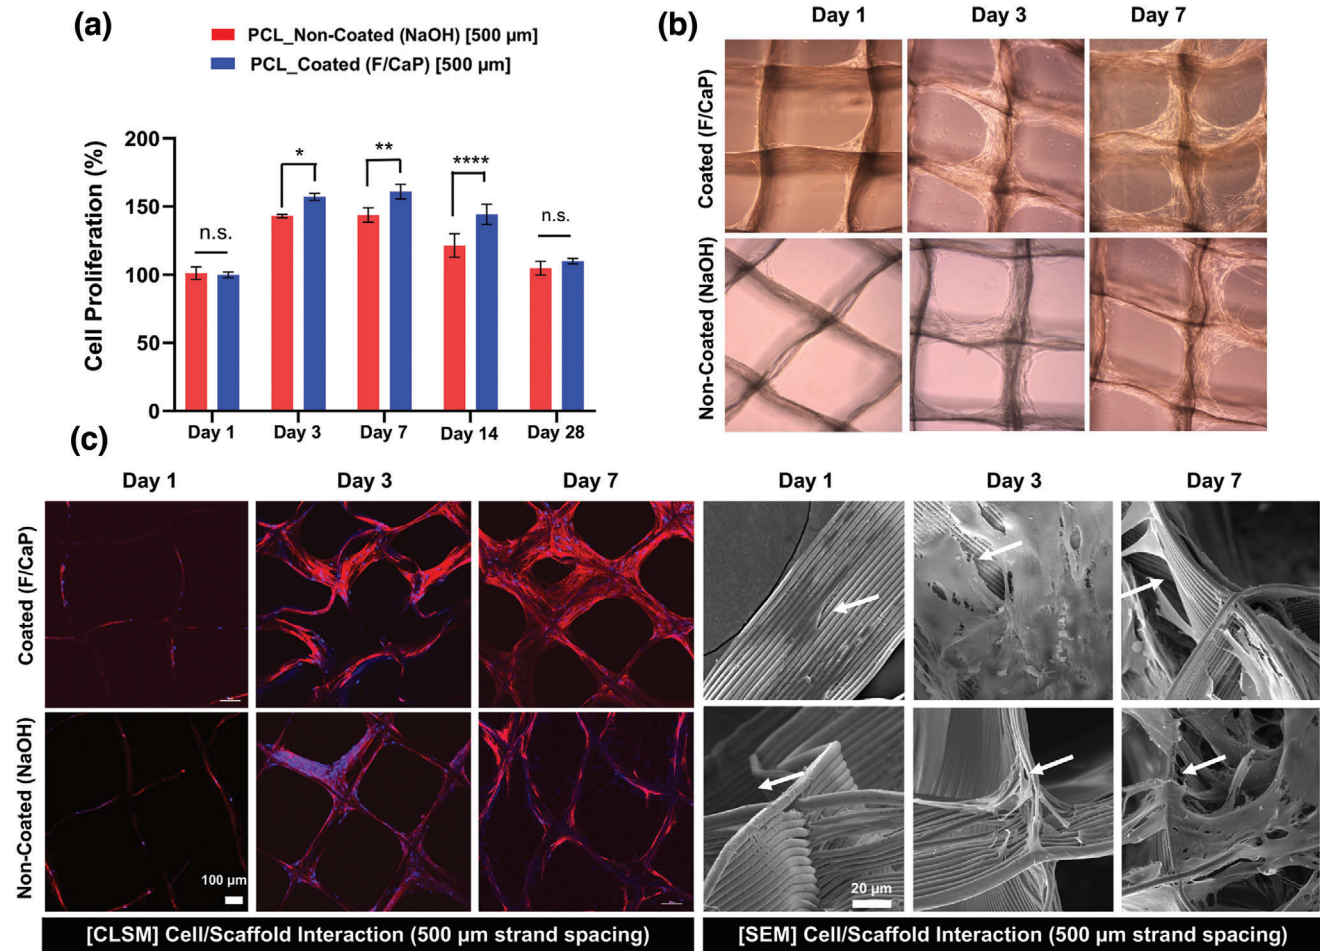 (a)
PCL_Non-Coated (NaOH) [500 µm]
PCL_Coated (F/CaP) [500 µm]
Cell Proliferation (%)
200
150
100
50
0
n.s.
*
**
****
n.s.
Day 1
Day 3
Day 7
Day 14
Day 28
(b)
Day 1
Day 3
Day 7
Coated (F/CaP)
Non-Coated (NaOH)
(c)
Day 1
Day 3
Day 7
Day 1
Day 3
Day 7
Coated (F/CaP)
Non-Coated (NaOH)
100 µm
20 µm
[CLSM] Cell/Scaffold Interaction (500 µm strand spacing)
[SEM] Cell/Scaffold Interaction (500 µm strand spacing)